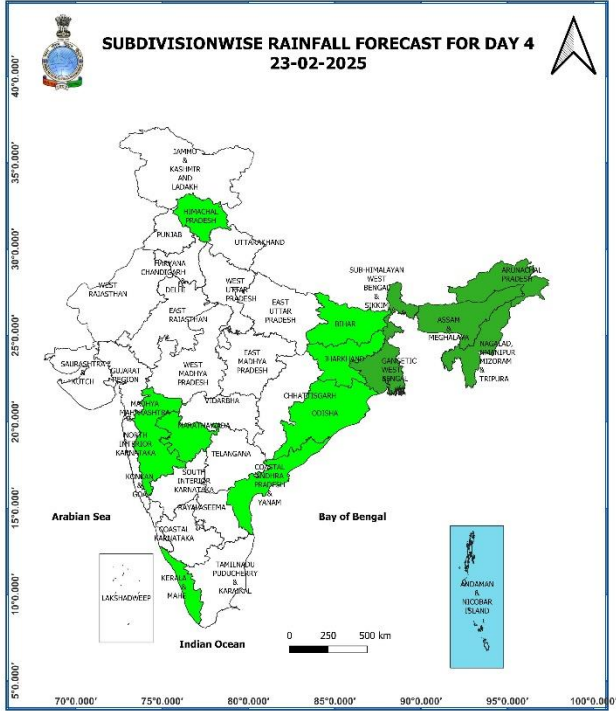 SUBDIVISIONWISE RAINFALL FORECAST FOR DAY 4
23-02-2025
40°0.000'
35°0.000'
30°0.000'
25°0.000'
20°0.000'
15°0.000'
10°0.000'
5°0.000'
JAMMO
&
KASHMIR
AND
LADAKH
HIMACHAL
PRADESH
PUNJAB
UTTARAKHAND
HARYANA
CHANDIGARH
&
DELHI
WEST
RAJASTHAN
WEST
UTTAR
PRADESH
EAST
RAJASTHAN
EAST
UTTAR
PRADESH
SUB-HIMALAYAN
WEST
BENGAL
&
SIKKIM
ARUNACHAL
PRADESH
BIHAR
ASSAM
&
MEGHALAYA
NAGALAD,
MANIPUR
MIZORAM
&
TRIPURA
SAURASHTRA
&
KUTCH
GUJARAT
REGION
WEST
MADHYA
PRADESH
EAST
MADHYA
PRADESH
JHARKHAND
GANGETIC
WEST
BENGAL
CHHATTISGARH
ODISHA
VIDARBHA
MADHYA
MAHARASHTRA
MARATHAWADA
NORTH
INTERIOR
KARNATAKA
TELANGANA
KONKAN
&
GOA
SOUTH
INTERIOR
KARNATAKA
COASTAL
ANDHRA
PRADESH
&
YANAM
RAYALASEEMA
COASTAL
KARNATAKA
Arabian Sea
Bay of Bengal
LAKSHADWEEP
KERALA
&
MAHE
TAMILNADU
PUDUCHERRY
&
KARAIKAL
ANDAMAN
&
NICOBAR
ISLAND
Indian Ocean
0 250 500 km
70°0.000' 75°0.000' 80°0.000' 85°0.000' 90°0.000' 95°0.000' 100°0.000'